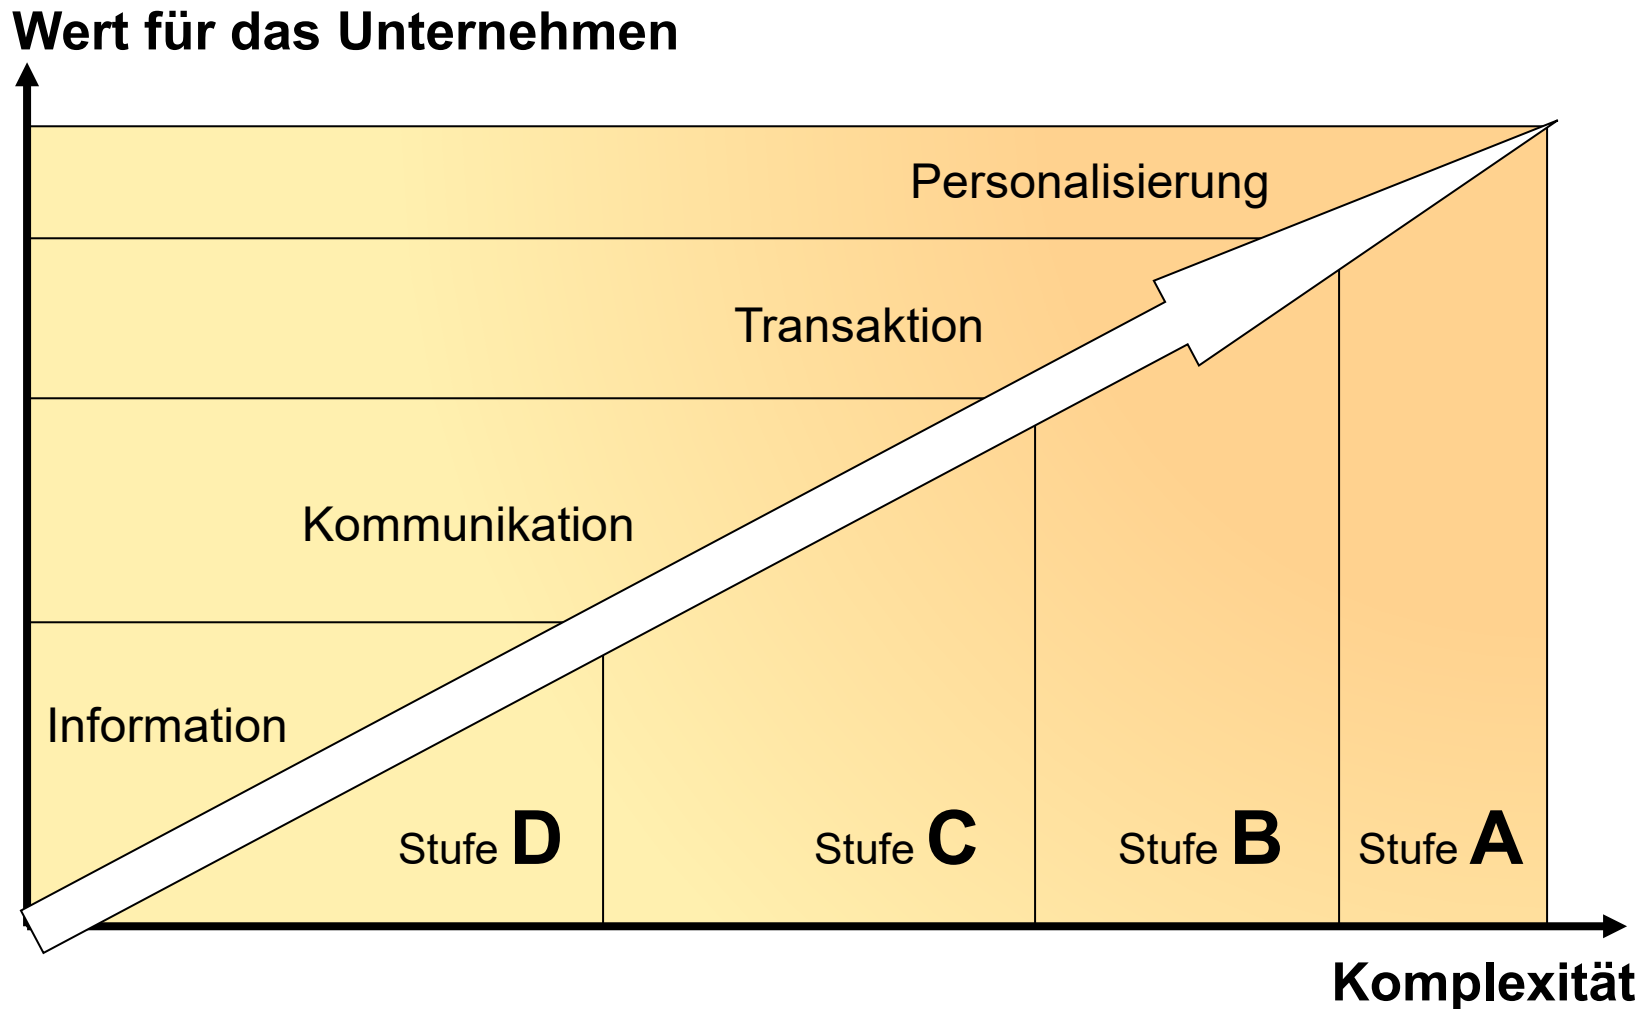 Wert für das Unternehmen
Personalisierung
Transaktion
Kommunikation
Information
Stufe D
Stufe C
Stufe B
Stufe A
Komplexität